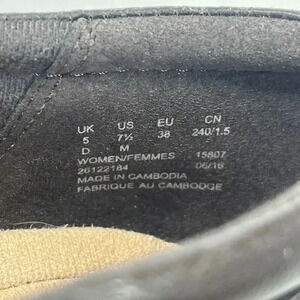 UK US EU CN
5 7½ 38 240/1.5
D M
WOMEN/FEMMES 15807
26122184 06/16
MADE IN CAMBODIA
FABRIQUE AU CAMBODGE